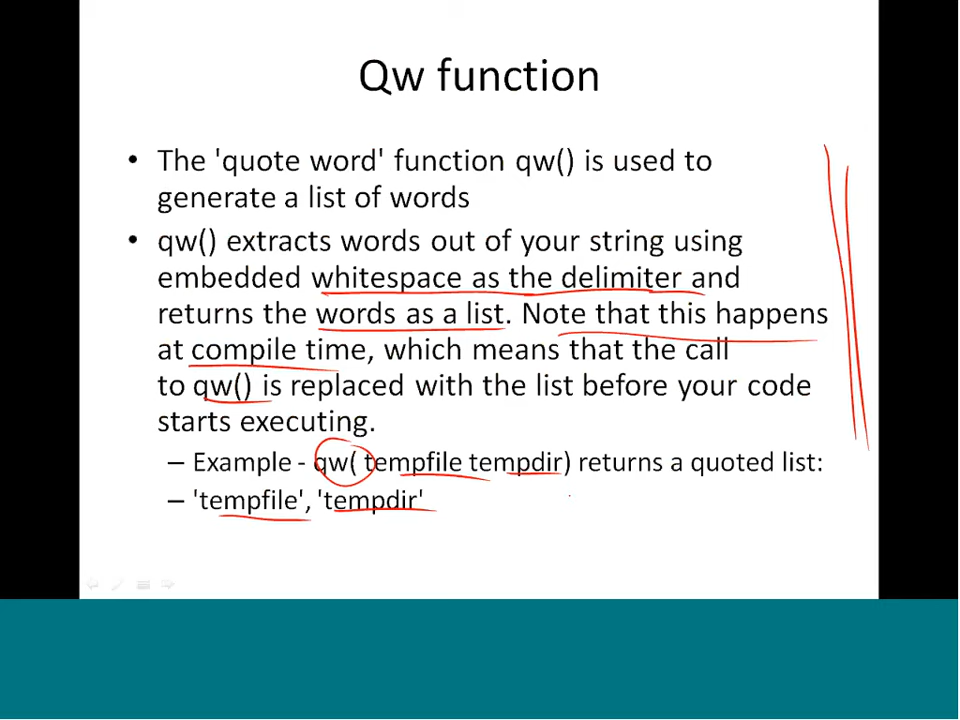 Qw function
• The 'quote word' function qw() is used to
generate a list of words
• qw() extracts words out of your string using
embedded whitespace as the delimiter and
returns the words as a list. Note that this happens
at compile time, which means that the call
to qw() is replaced with the list before your code
starts executing.
– Example - qw( tempfile tempdir) returns a quoted list:
– 'tempfile', 'tempdir'